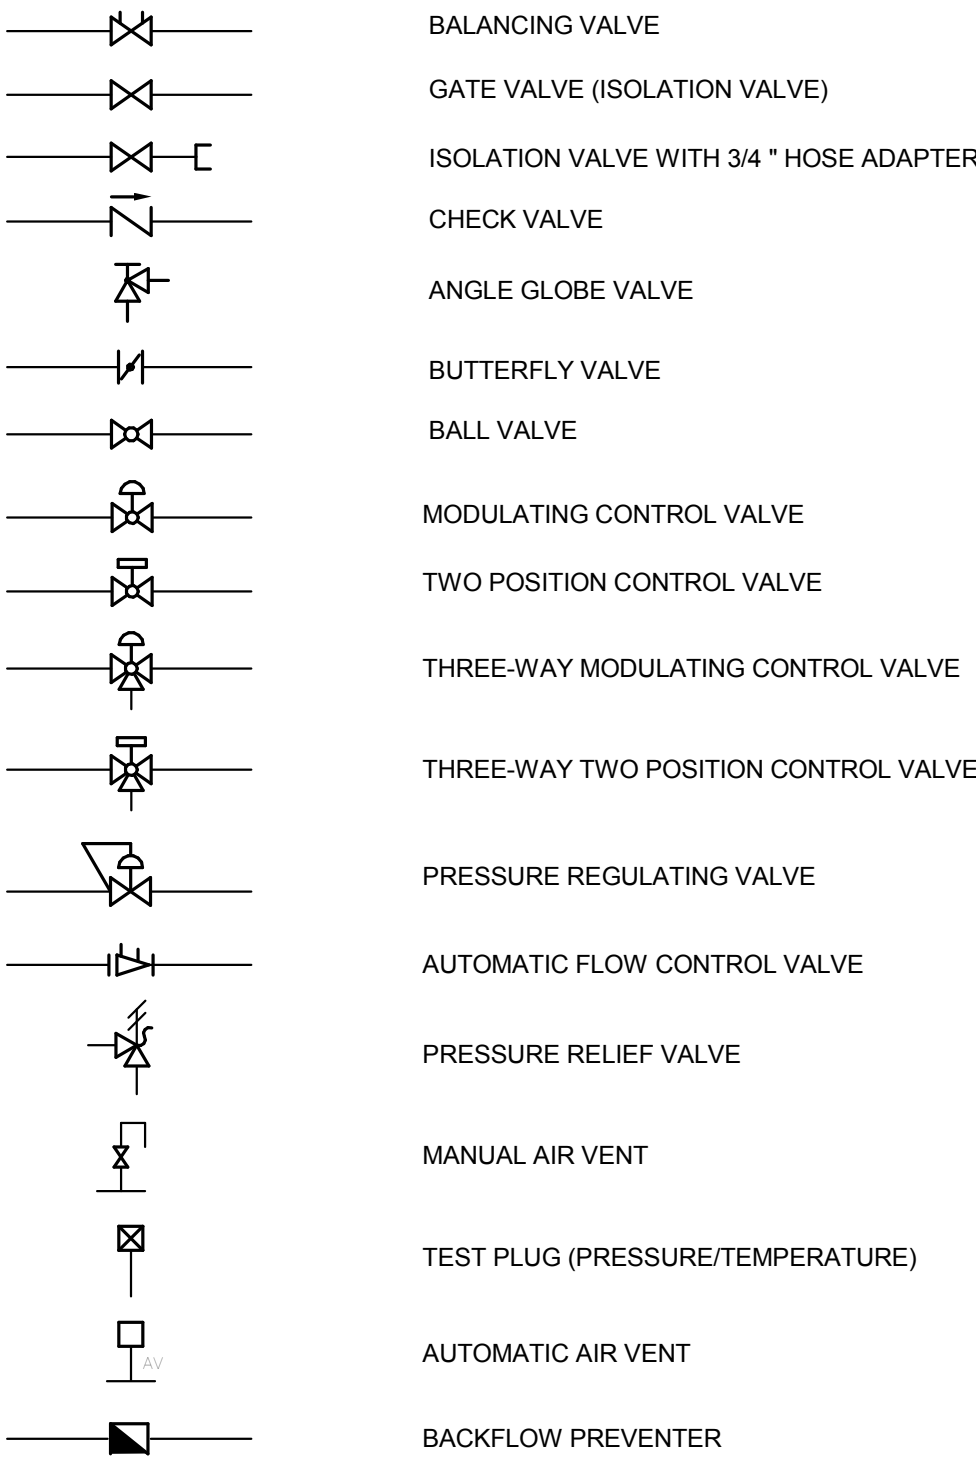 BALANCING VALVE
GATE VALVE (ISOLATION VALVE)
ISOLATION VALVE WITH 3/4 " HOSE ADAPTER
CHECK VALVE
ANGLE GLOBE VALVE
BUTTERFLY VALVE
BALL VALVE
MODULATING CONTROL VALVE
TWO POSITION CONTROL VALVE
THREE-WAY MODULATING CONTROL VALVE
THREE-WAY TWO POSITION CONTROL VALVE
PRESSURE REGULATING VALVE
AUTOMATIC FLOW CONTROL VALVE
PRESSURE RELIEF VALVE
MANUAL AIR VENT
TEST PLUG (PRESSURE/TEMPERATURE)
AV
AUTOMATIC AIR VENT
BACKFLOW PREVENTER